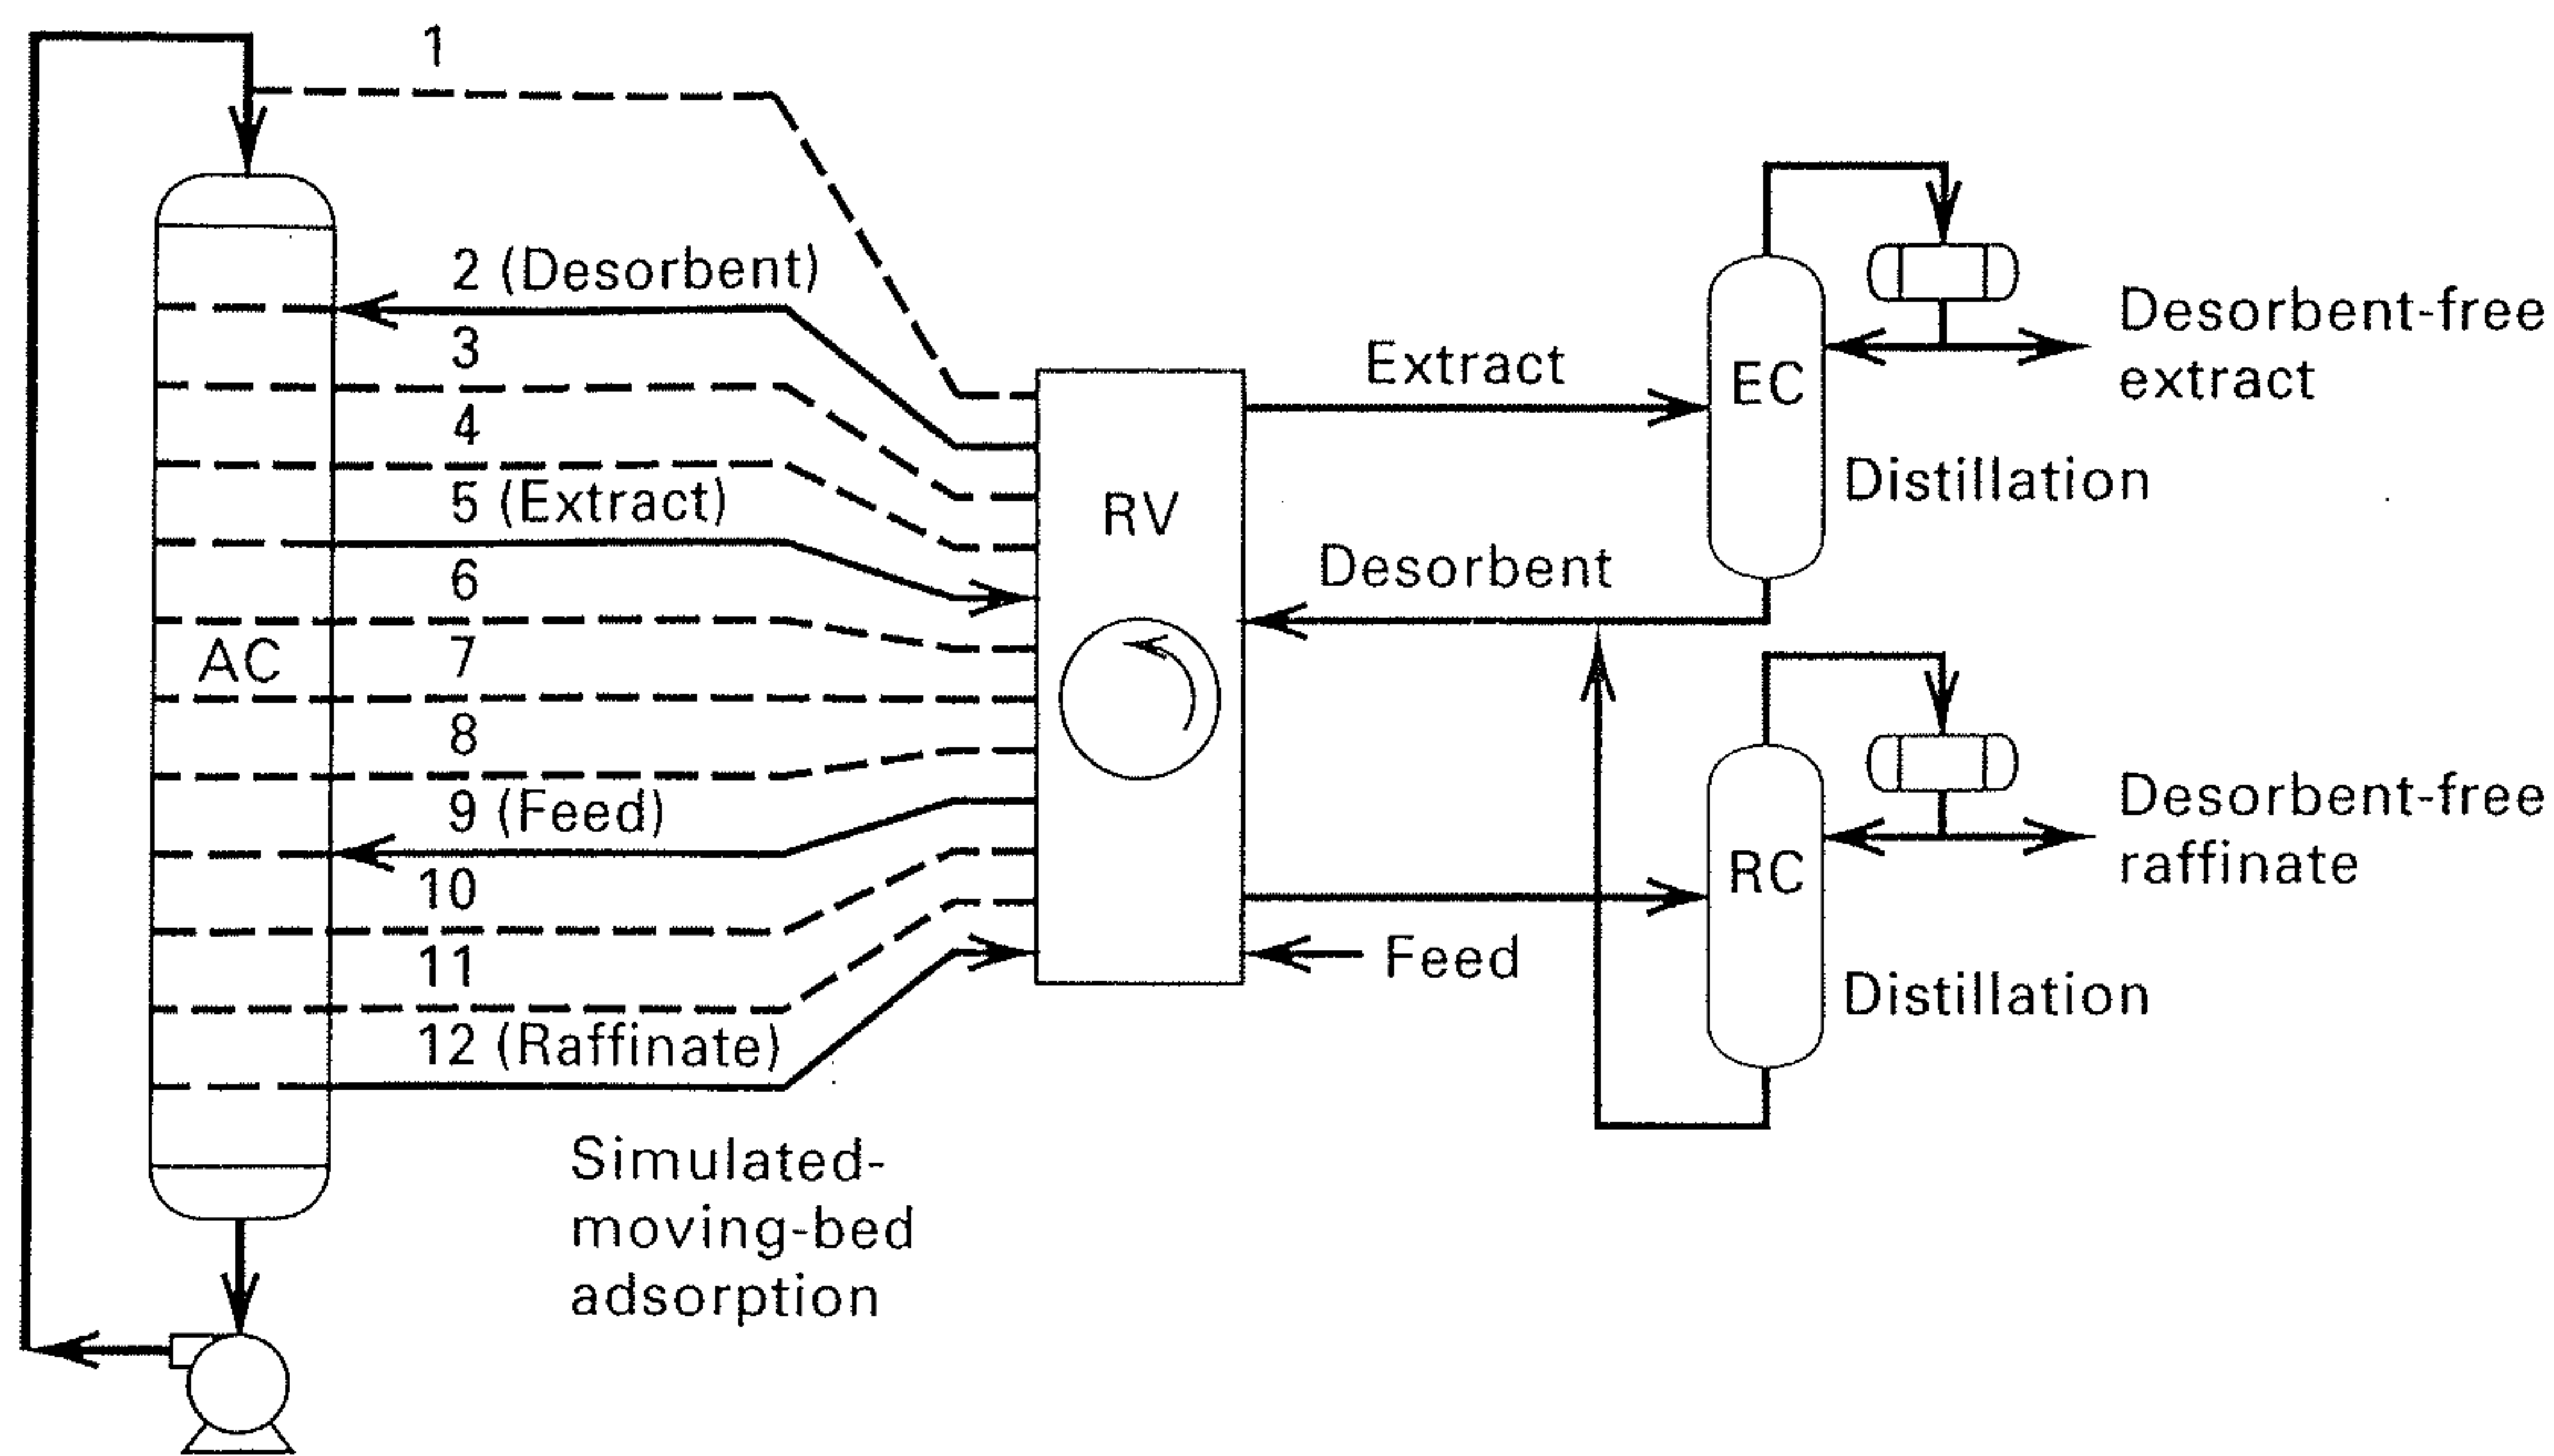 1
2 (Desorbent)
3
4
5 (Extract)
6
AC
7
8
9 (Feed)
10
11
12 (Raffinate)
Simulated-
moving-bed
adsorption
RV
Extract
Desorbent
Feed
EC
Distillation
Desorbent-free
extract
RC
Distillation
Desorbent-free
raffinate